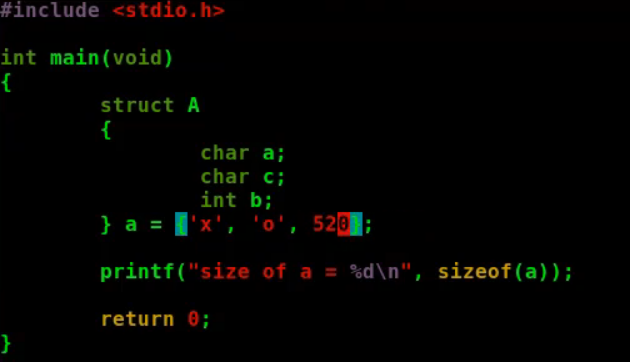 #include <stdio.h>
int main(void)
{
struct A
{
char a;
char c;
int b;
} a = {'x', 'o', 520};
printf("size of a = %d\n", sizeof(a));
return 0;
}